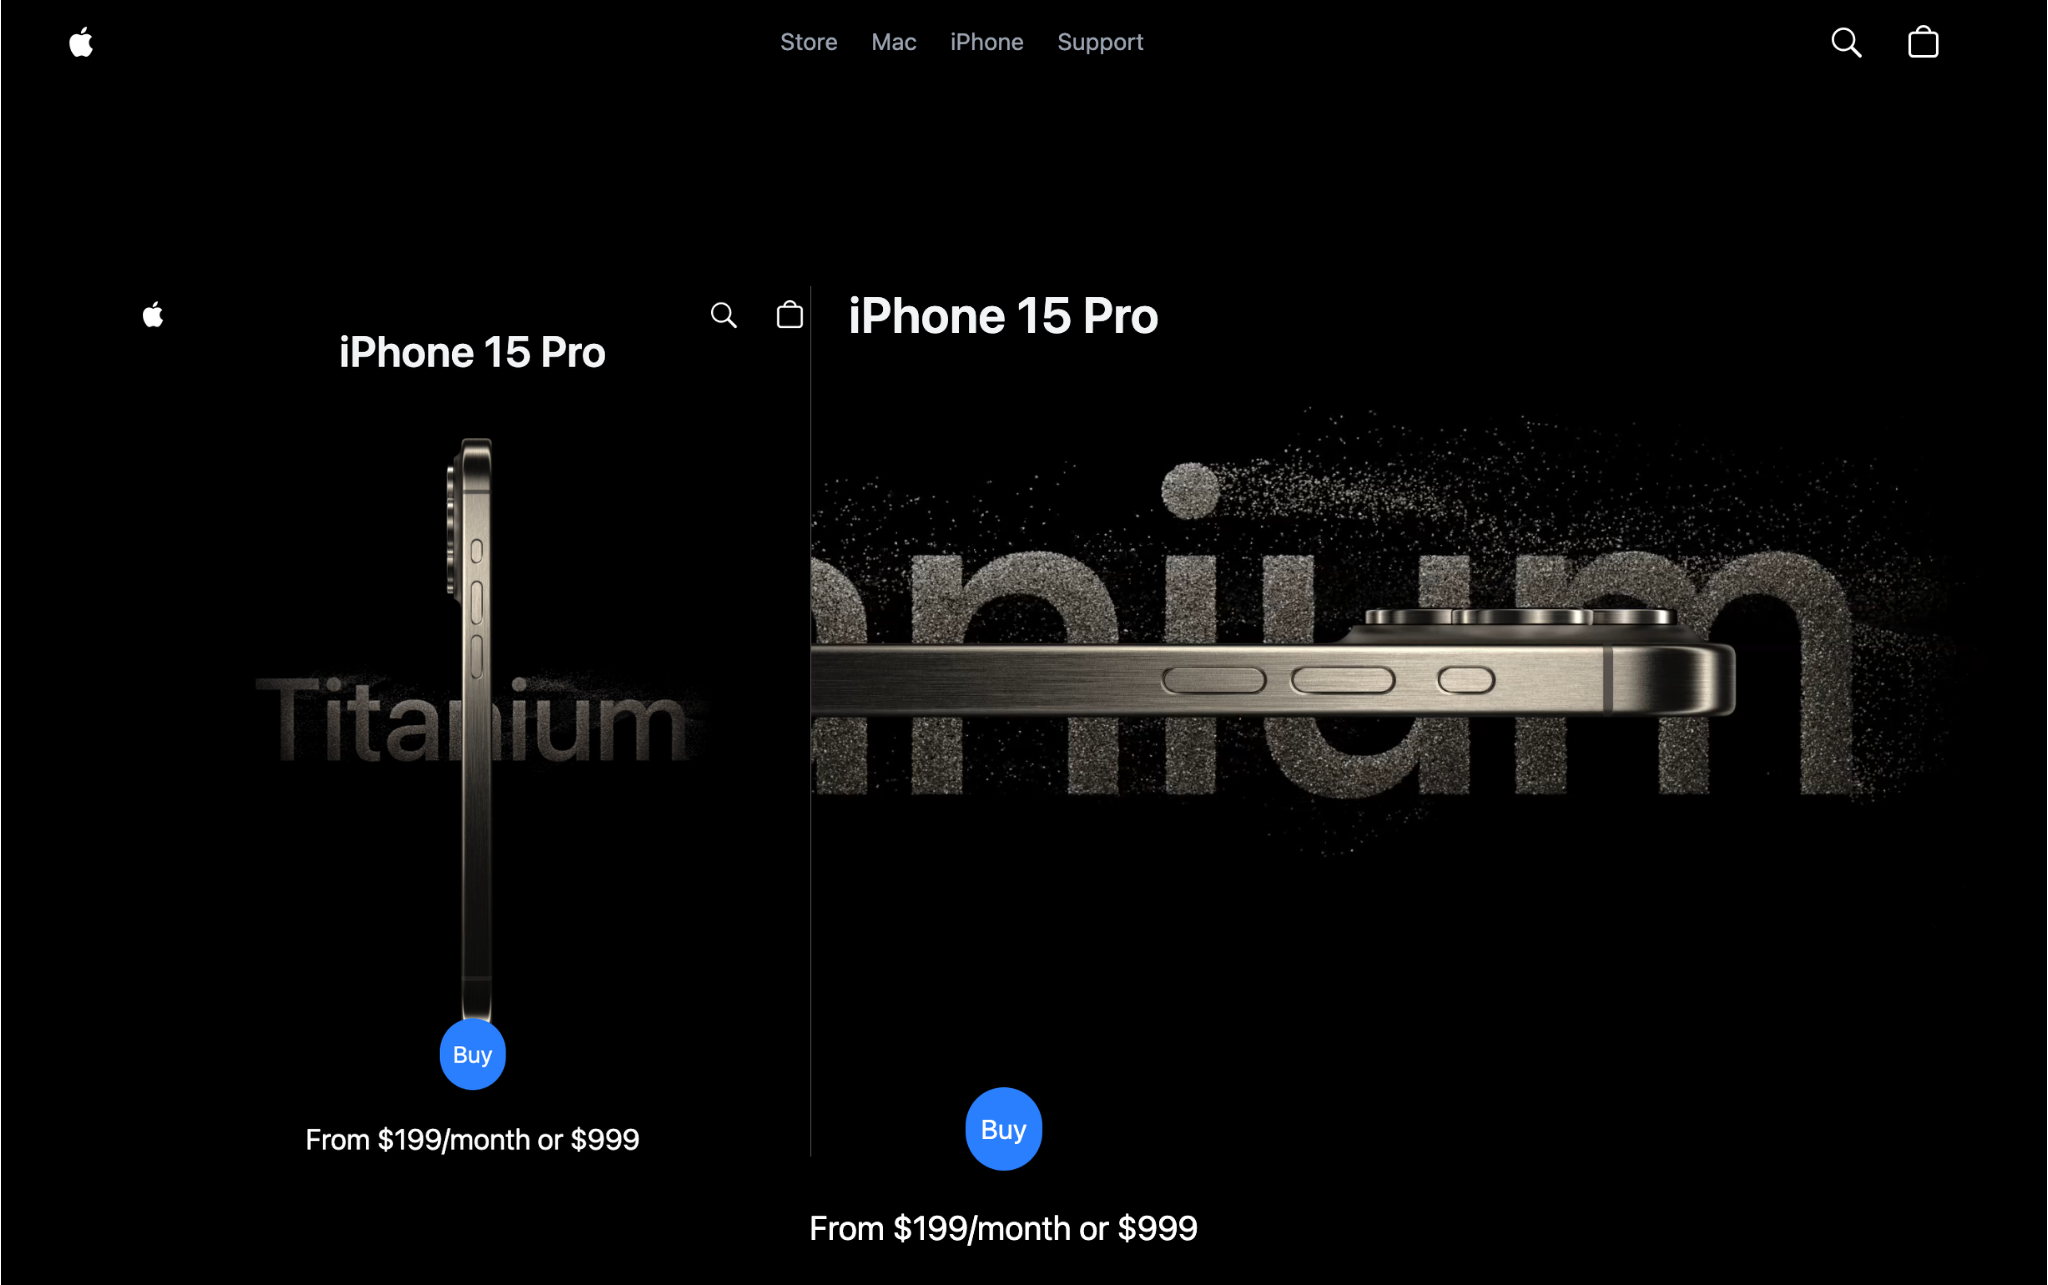 Store Mac iPhone Support
iPhone 15 Pro
Titanium
Buy
From $199/month or $999
iPhone 15 Pro
anium
Buy
From $199/month or $999